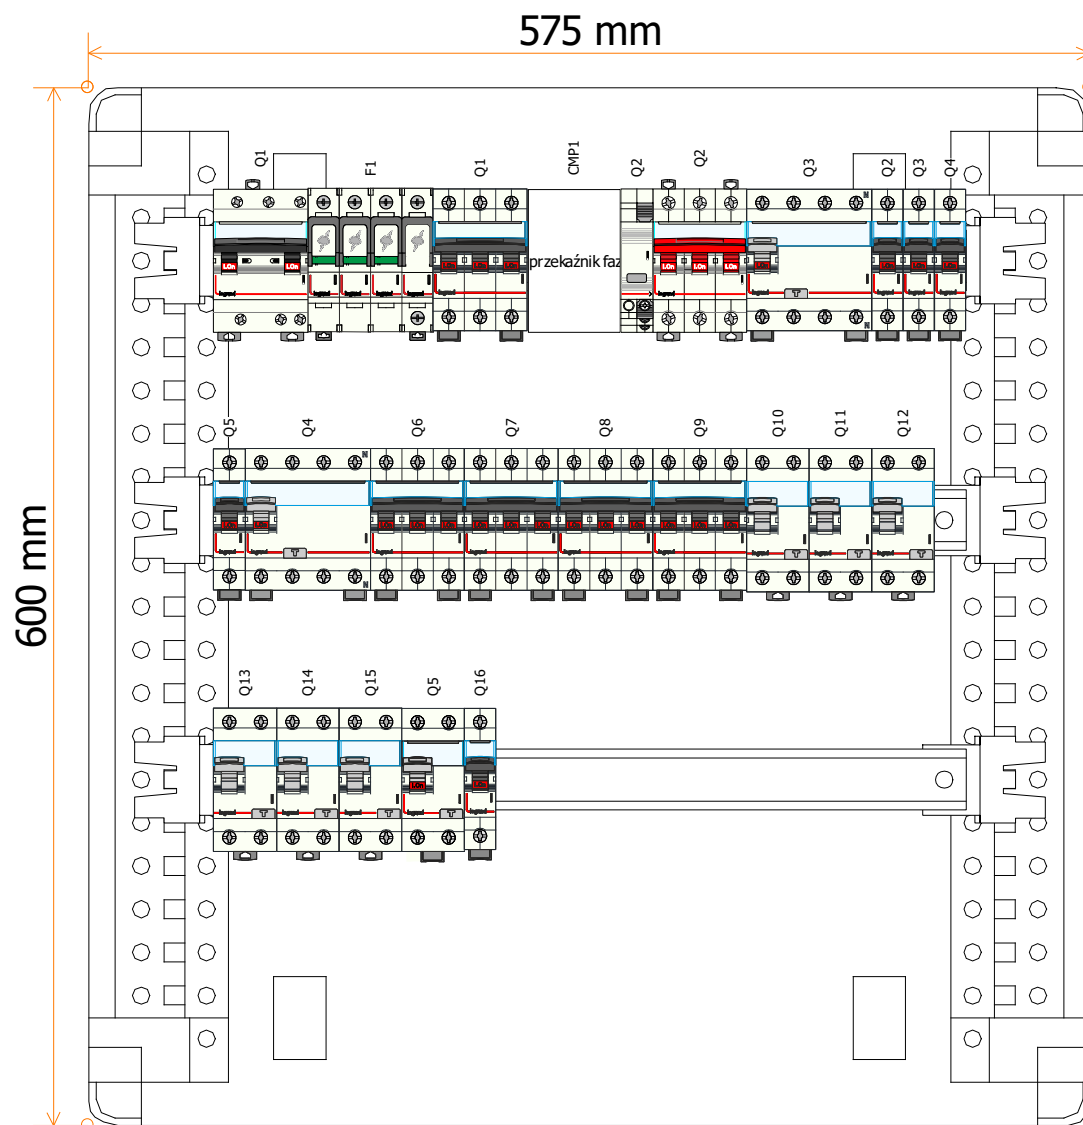 575 mm
Q1 F1 Q1 CMP1 Q2 Q2 Q3 Q2 Q3 Q4
N
przekaźnik faz
N
600 mm
Q5 Q4 Q6 Q7 Q8 Q9 Q10 Q11 Q12
N
N
Q13 Q14 Q15 Q5 Q16